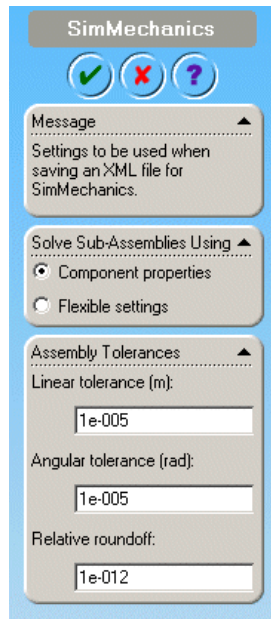 SimMechanics
?
Message
Settings to be used when
saving an XML file for
SimMechanics.
Solve Sub-Assemblies Using
Component properties
Flexible settings
Assembly Tolerances
Linear tolerance (m):
1e-005
Angular tolerance (rad):
1e-005
Relative roundoff:
1e-012